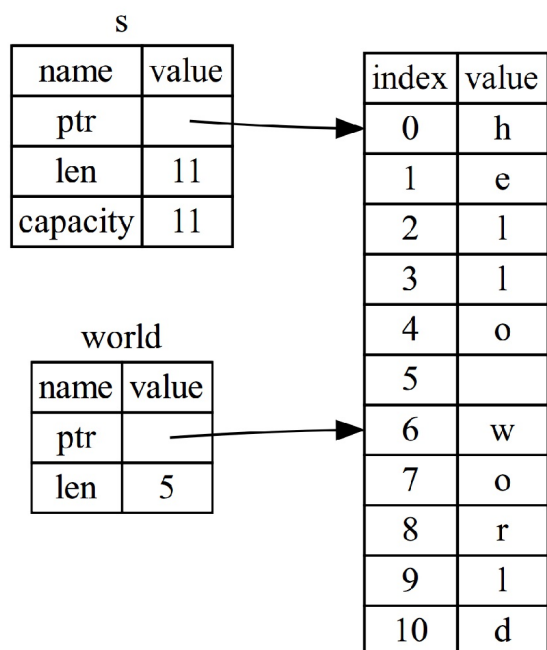 s
name value
ptr
len 11
capacity 11
world
name value
ptr
len 5
index value
0 h
1 e
2 l
3 l
4 o
5
6 w
7 o
8 r
9 l
10 d